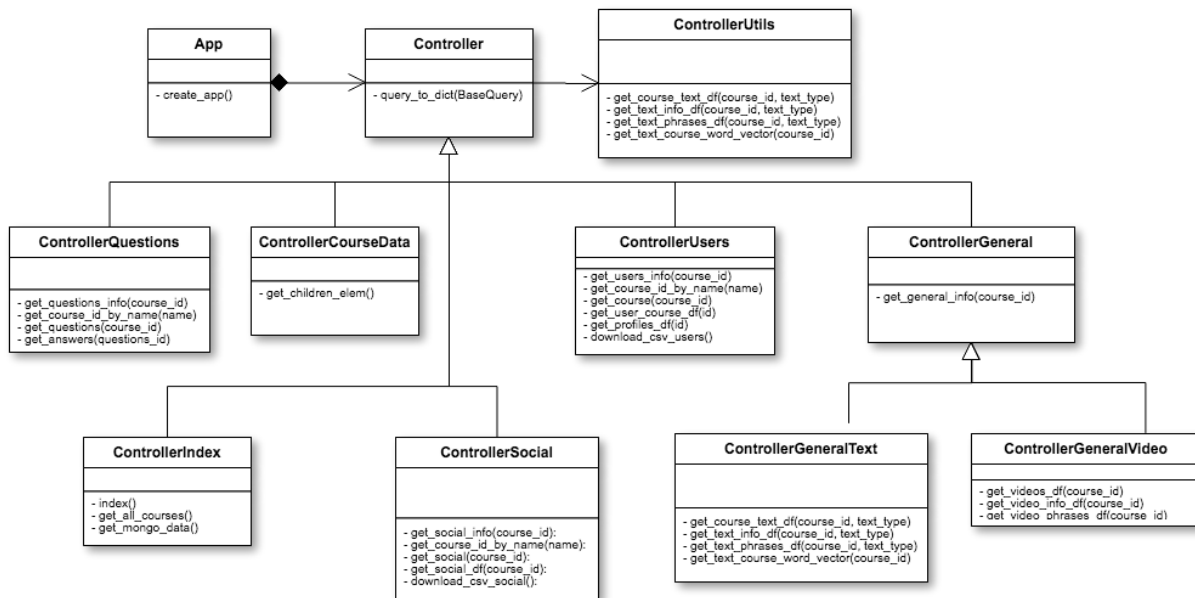 App
- create_app()
Controller
- query_to_dict(BaseQuery)
ControllerUtils
- get_course_text_df(course_id, text_type)
- get_text_info_df(course_id, text_type)
- get_text_phrases_df(course_id, text_type)
- get_text_course_word_vector(course_id)
ControllerQuestions
- get_questions_info(course_id)
- get_course_id_by_name(name)
- get_questions(course_id)
- get_answers(questions_id)
ControllerCourseData
- get_children_elem()
ControllerUsers
- get_users_info(course_id)
- get_course_id_by_name(name)
- get_course(course_id)
- get_user_course_df(id)
- get_profiles_df(id)
- download_csv_users()
ControllerGeneral
- get_general_info(course_id)
ControllerIndex
- index()
- get_all_courses()
- get_mongo_data()
ControllerSocial
- get_social_info(course_id):
- get_course_id_by_name(name):
- get_social(course_id):
- get_social_df(course_id):
- download_csv_social():
ControllerGeneralText
- get_course_text_df(course_id, text_type)
- get_text_info_df(course_id, text_type)
- get_text_phrases_df(course_id, text_type)
- get_text_course_word_vector(course_id)
ControllerGeneralVideo
- get_videos_df(course_id)
- get_video_info_df(course_id)
- get_video_phrases_df(course_id)